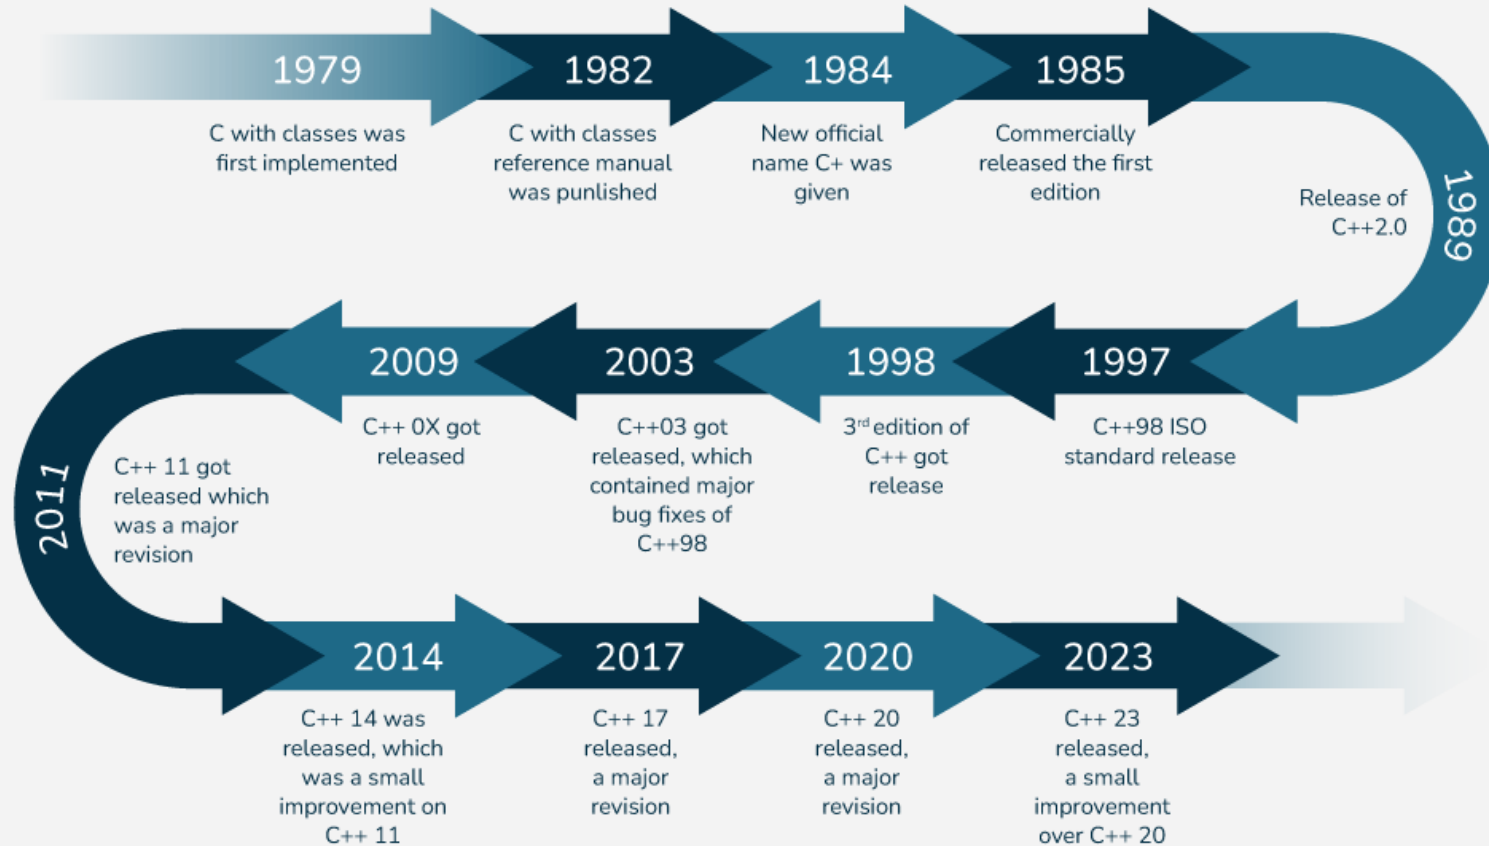 1979
C with classes was
first implemented
1982
C with classes
reference manual
was punlished
1984
New official
name C+ was
given
1985
Commercially
released the first
edition
1989
Release of
C++2.0
1997
C++98 ISO
standard release
1998
3rd edition of
C++ got
release
2003
C++03 got
released, which
contained major
bug fixes of
C++98
2009
C++ 0X got
released
2011
C++ 11 got
released which
was a major
revision
2014
C++ 14 was
released, which
was a small
improvement on
C++ 11
2017
C++ 17
released,
a major
revision
2020
C++ 20
released,
a major
revision
2023
C++ 23
released,
a small
improvement
over C++ 20